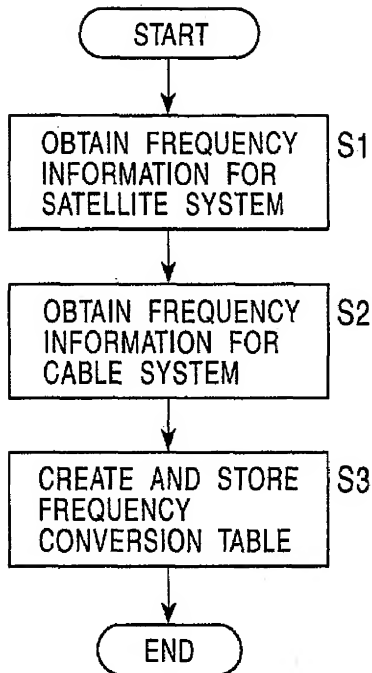 START
OBTAIN FREQUENCY S1
INFORMATION FOR
SATELLITE SYSTEM
OBTAIN FREQUENCY S2
INFORMATION FOR
CABLE SYSTEM
CREATE AND STORE S3
FREQUENCY
CONVERSION TABLE
END